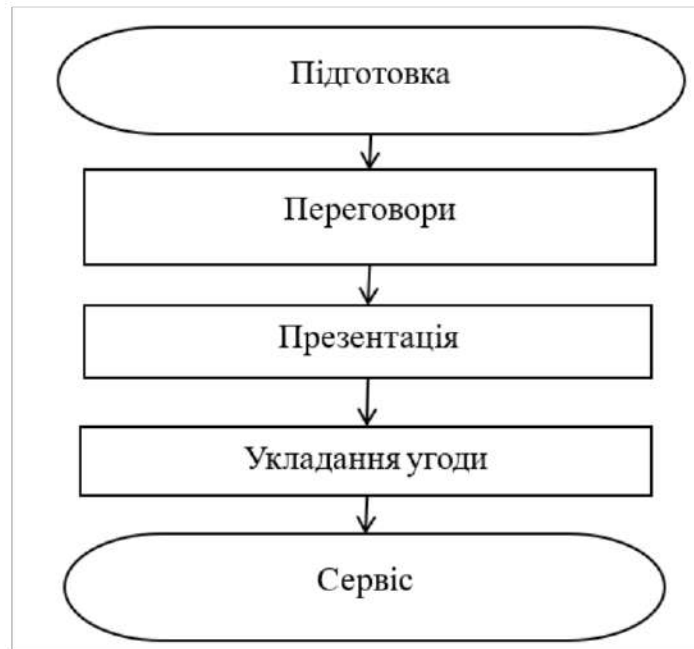 Підготовка
Переговори
Презентація
Укладання угоди
Сервіс